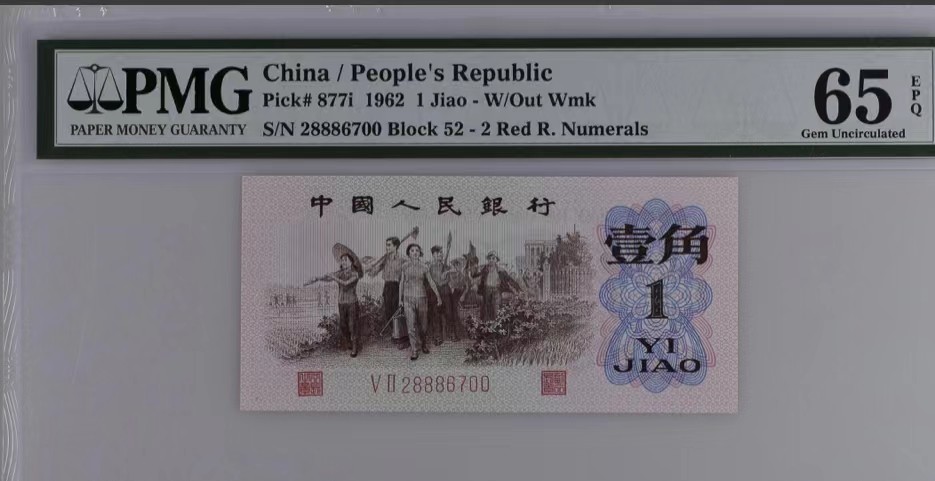 PMG
PAPER MONEY GUARANTY
China / People's Republic
Pick# 877i 1962 1 Jiao - W/Out Wmk
S/N 28886700 Block 52 - 2 Red R. Numerals
65
EPQ
Gem Uncirculated
中國人民銀行
壹角
1
YI
JIAO
V II 28886700